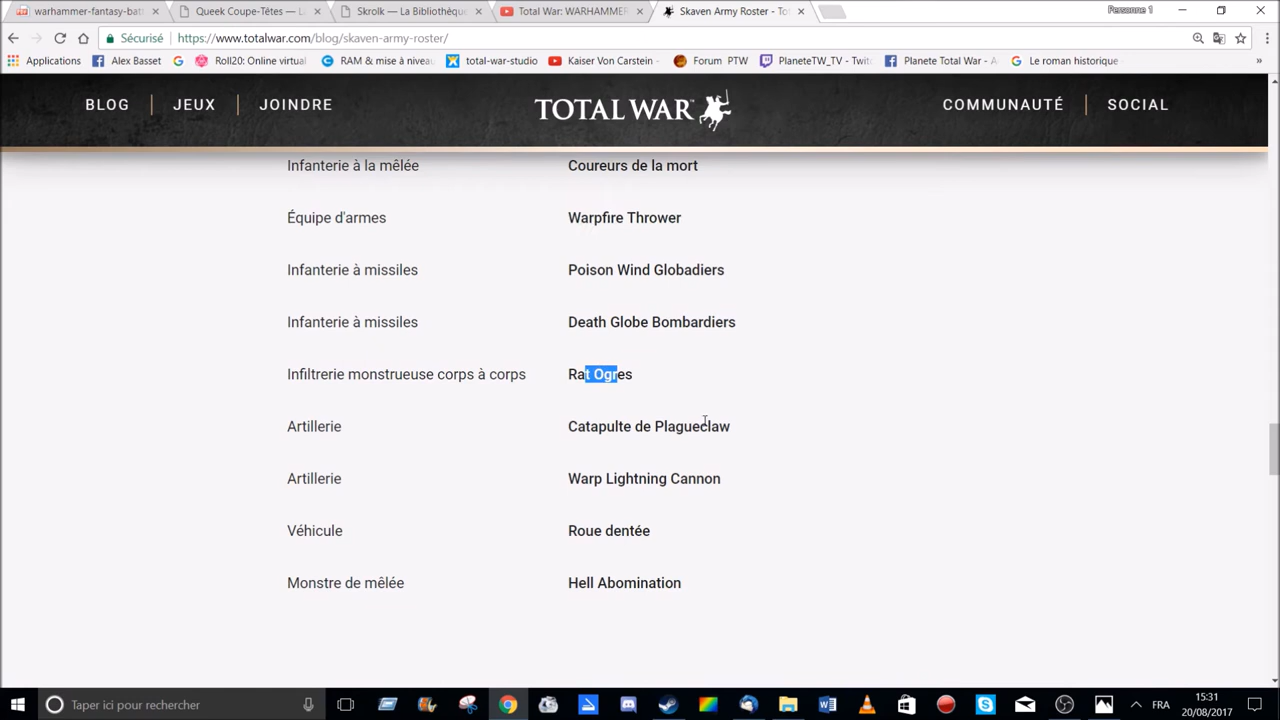 warhammer-fantasy-batt
Queek Coupe-Têtes — L
Skrolk — La Bibliothèqu
Total War: WARHAMMER
Skaven Army Roster - To
Personne 1
Sécurisé
https://www.totalwar.com/blog/skaven-army-roster/
Applications
Alex Basset
Roll20: Online virtual
RAM & mise à nivea
total-war-studio
Kaiser Von Carstein -
Forum PTW
PlaneteTW_TV - Twit
Planete Total War - A
Le roman historique
»
BLOG
JEUX
JOINDRE
TOTAL WAR
COMMUNAUTÉ
SOCIAL
Infanterie à la mêlée Coureurs de la mort
Équipe d'armes Warpfire Thrower
Infanterie à missiles Poison Wind Globadiers
Infanterie à missiles Death Globe Bombardiers
Infiltrerie monstrueuse corps à corps Rat Ogres
Artillerie Catapulte de Plagueclaw
Artillerie Warp Lightning Cannon
Véhicule Roue dentée
Monstre de mêlée Hell Abomination
Taper ici pour rechercher
FRA
15:31
20/08/2017